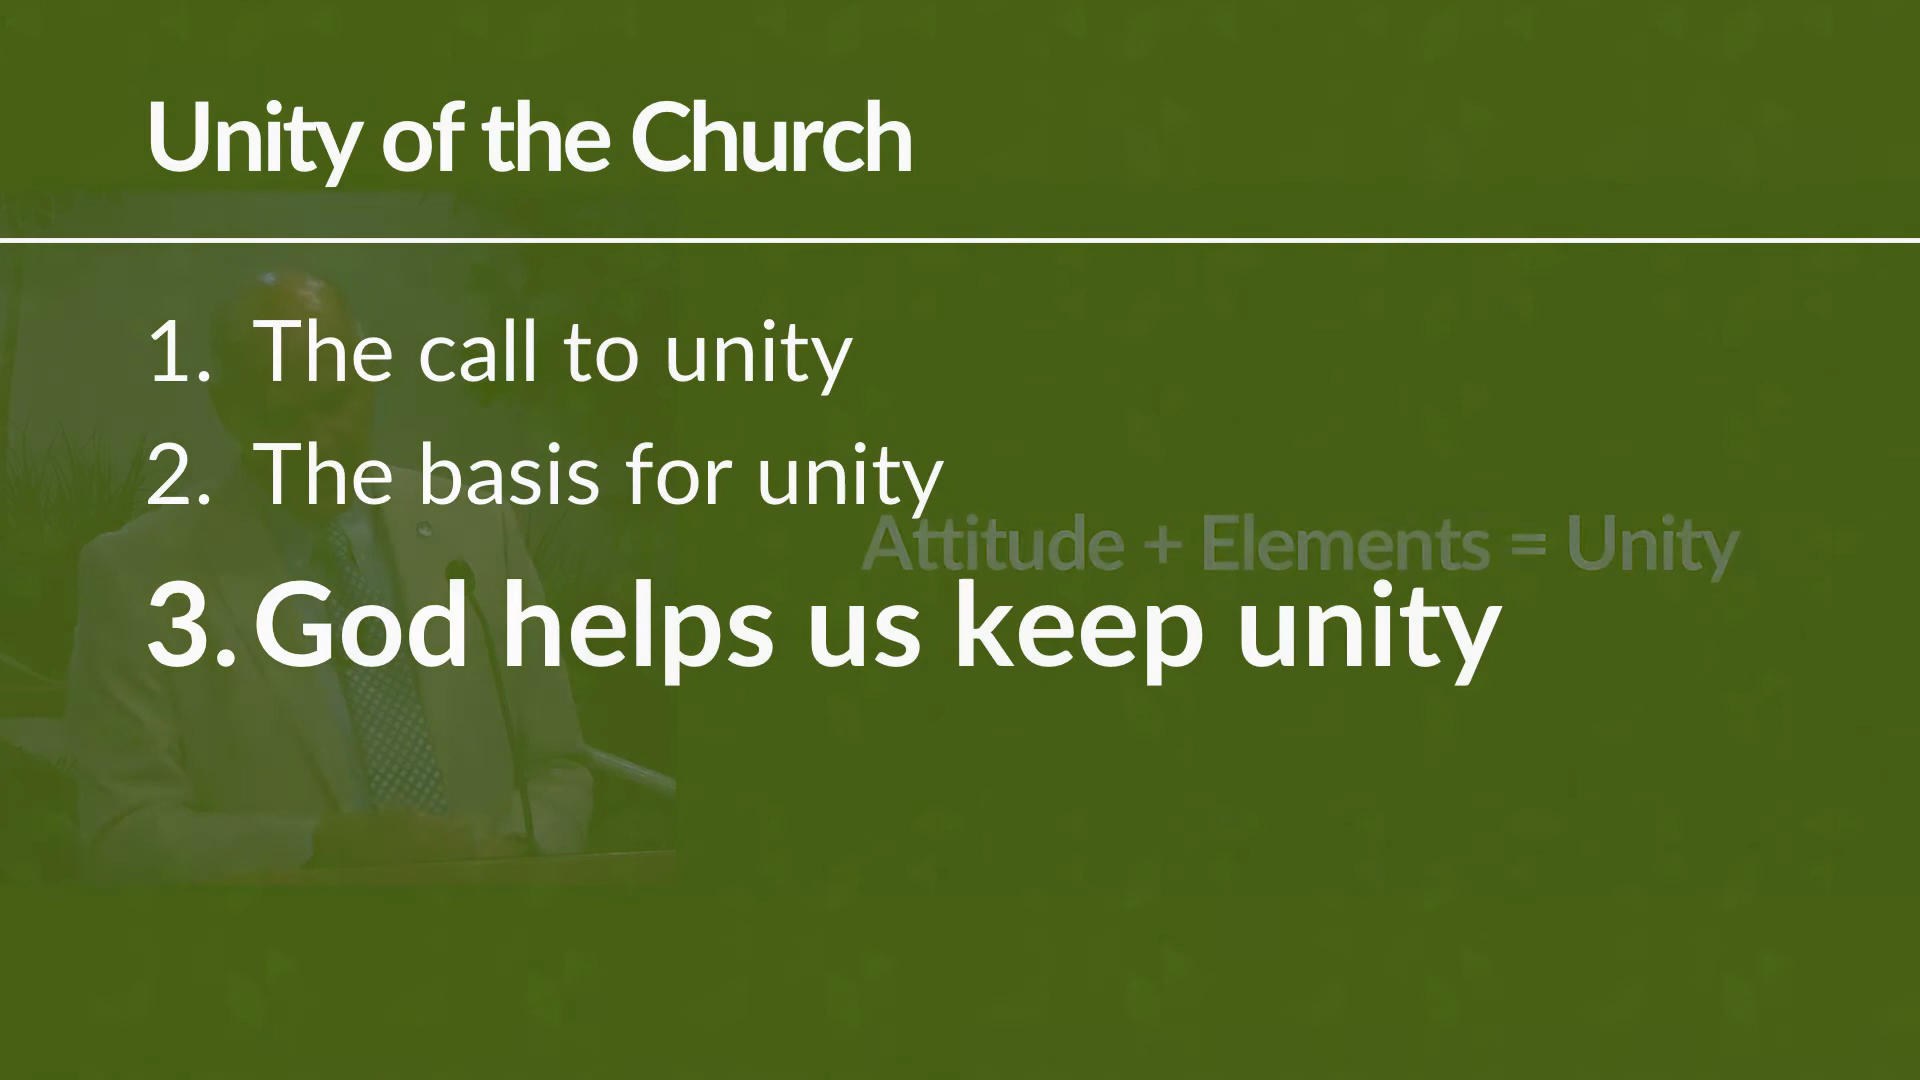 Unity of the Church
1. The call to unity
2. The basis for unity
Attitude + Elements = Unity
3. God helps us keep unity